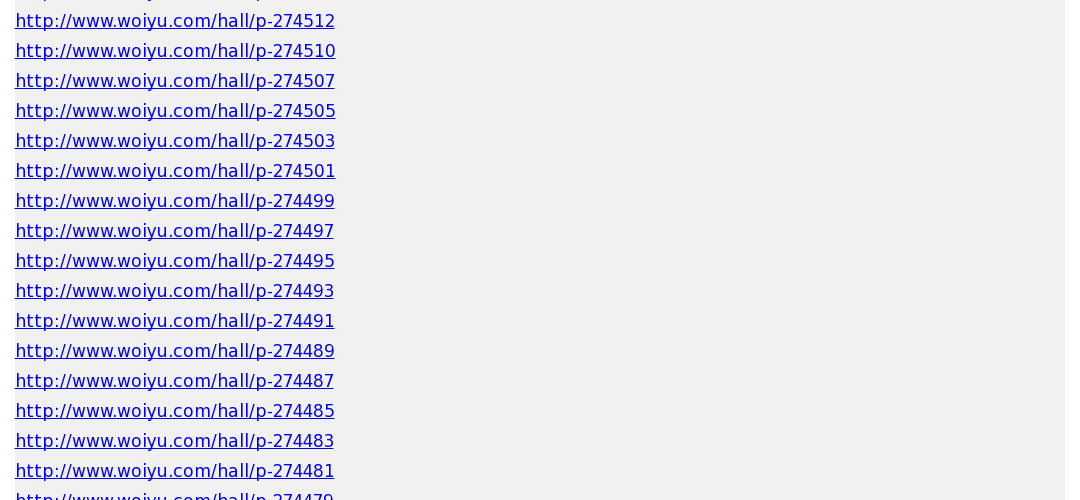 http://www.woiyu.com/hall/p-274512
http://www.woiyu.com/hall/p-274510
http://www.woiyu.com/hall/p-274507
http://www.woiyu.com/hall/p-274505
http://www.woiyu.com/hall/p-274503
http://www.woiyu.com/hall/p-274501
http://www.woiyu.com/hall/p-274499
http://www.woiyu.com/hall/p-274497
http://www.woiyu.com/hall/p-274495
http://www.woiyu.com/hall/p-274493
http://www.woiyu.com/hall/p-274491
http://www.woiyu.com/hall/p-274489
http://www.woiyu.com/hall/p-274487
http://www.woiyu.com/hall/p-274485
http://www.woiyu.com/hall/p-274483
http://www.woiyu.com/hall/p-274481
http://www.woiyu.com/hall/p-274479